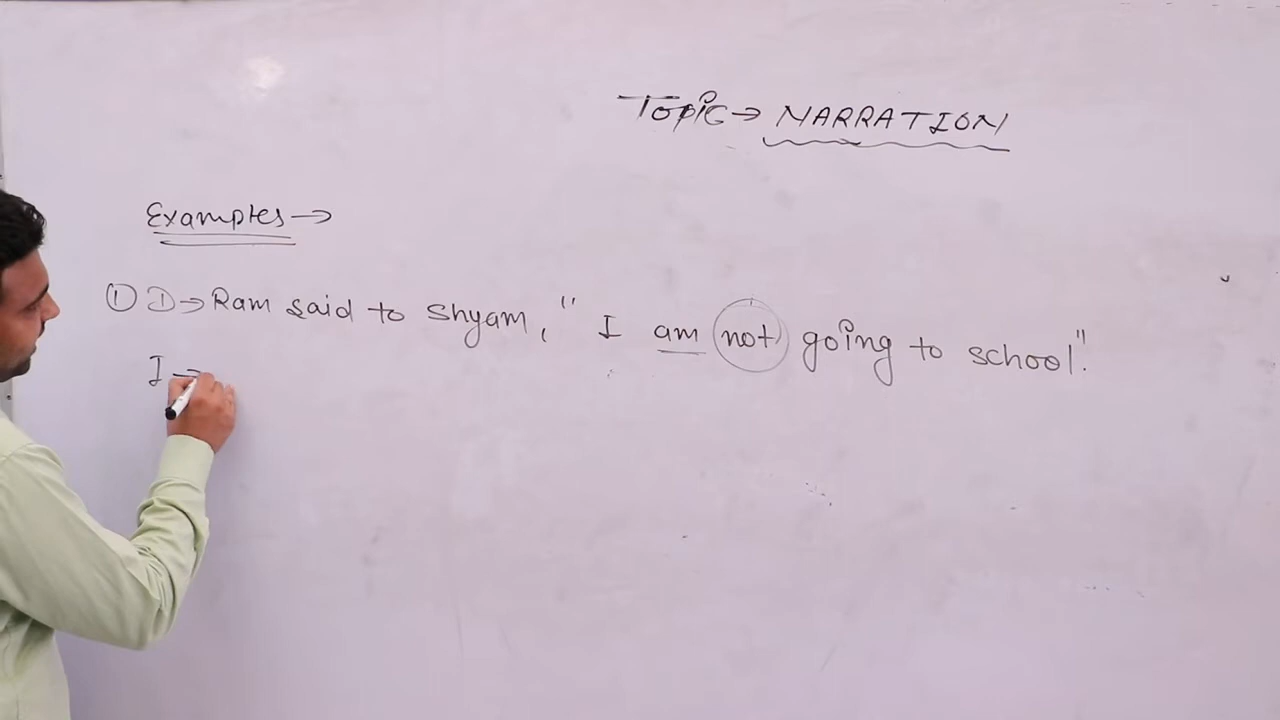 Topic → NARRATION
Examples →
① D → Ram said to Shyam, " I am not going to school".
I →